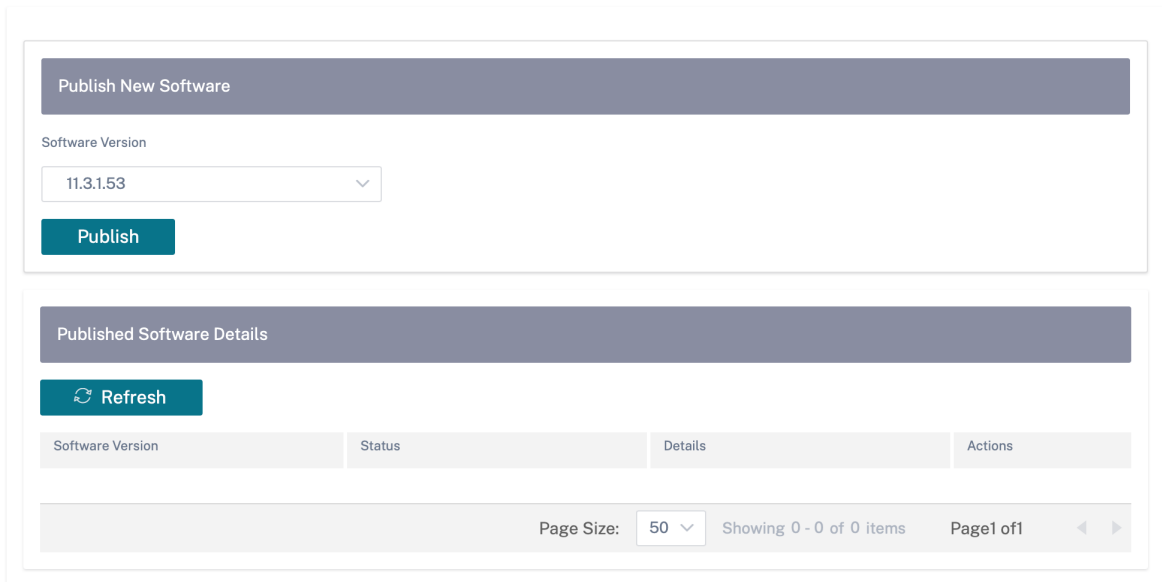 Publish New Software
Software Version
11.3.1.53
Publish
Published Software Details
Refresh
Software Version Status Details Actions
Page Size: 50 Showing 0 - 0 of 0 items Page1 of1